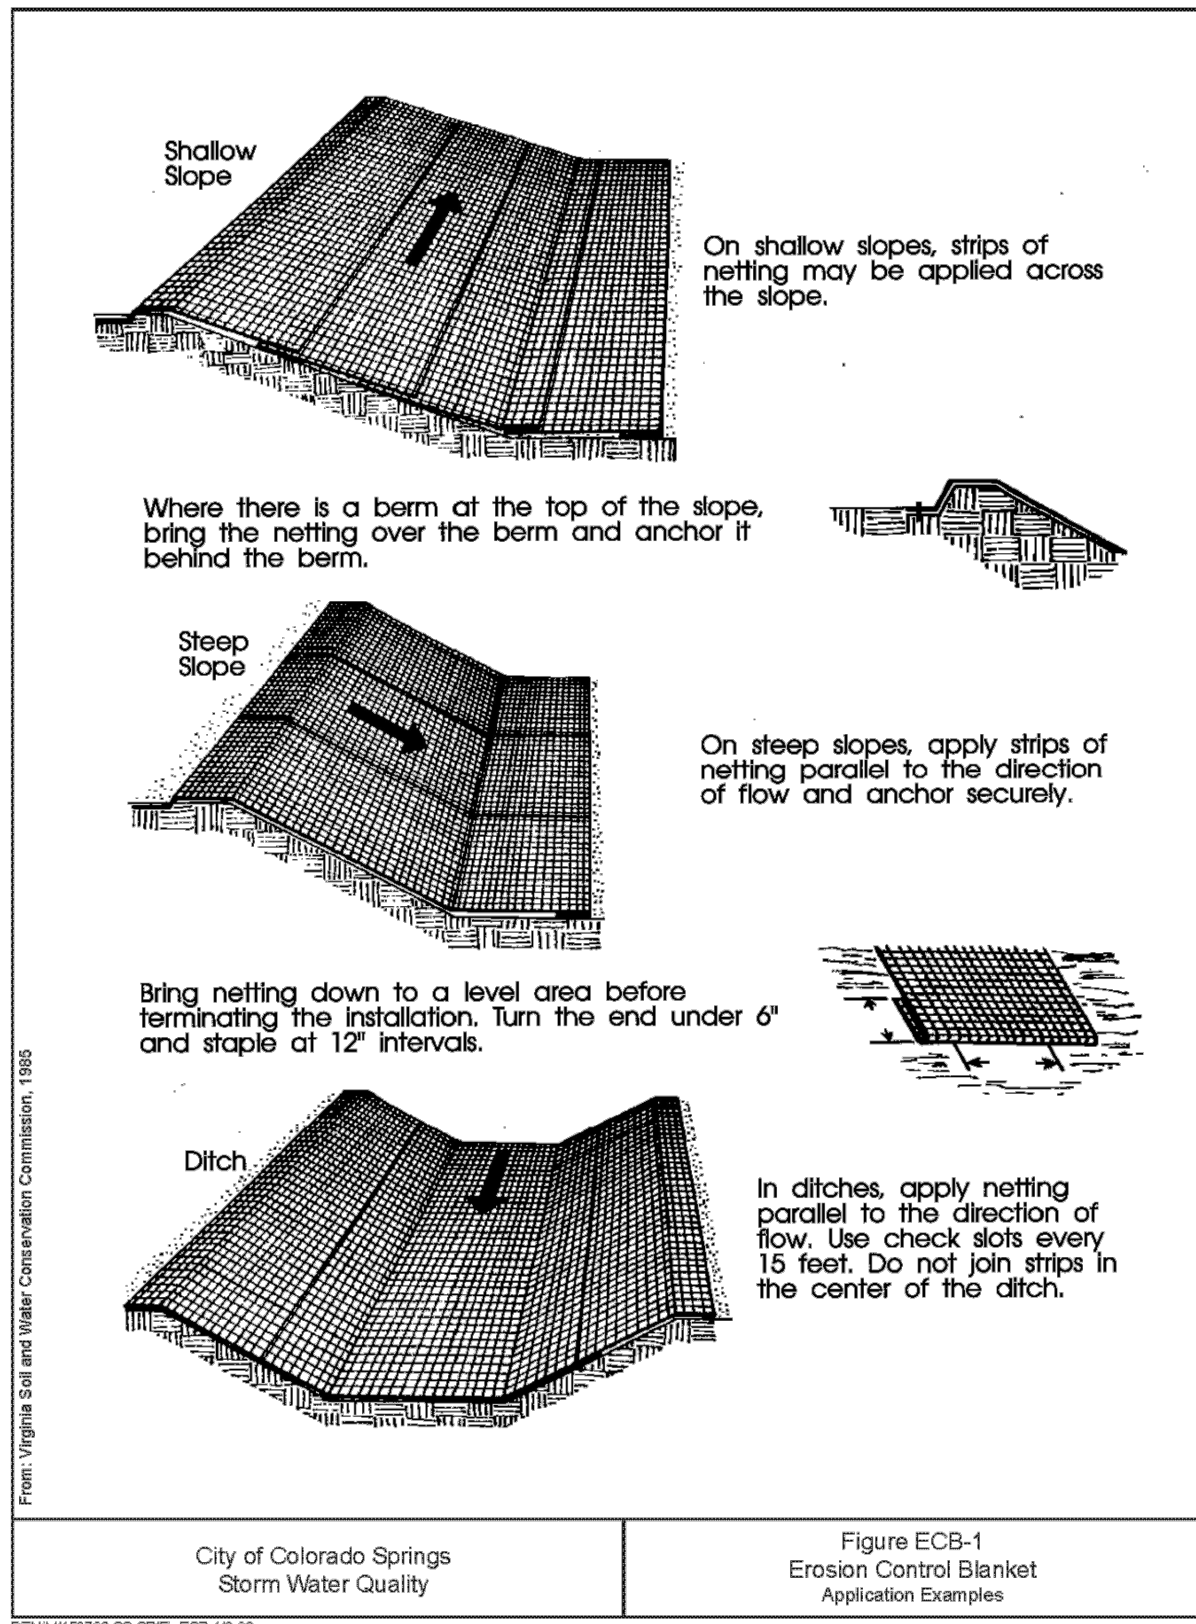 Shallow
Slope
On shallow slopes, strips of
netting may be applied across
the slope.
Where there is a berm at the top of the slope,
bring the netting over the berm and anchor it
behind the berm.
Steep
Slope
On steep slopes, apply strips of
netting parallel to the direction
of flow and anchor securely.
Bring netting down to a level area before
terminating the installation. Turn the end under 6"
and staple at 12" intervals.
Ditch
In ditches, apply netting
parallel to the direction of
flow. Use check slots every
15 feet. Do not join strips in
the center of the ditch.
From: Virginia Soil and Water Conservation Commission, 1985
City of Colorado Springs
Storm Water Quality
Figure ECB-1
Erosion Control Blanket
Application Examples